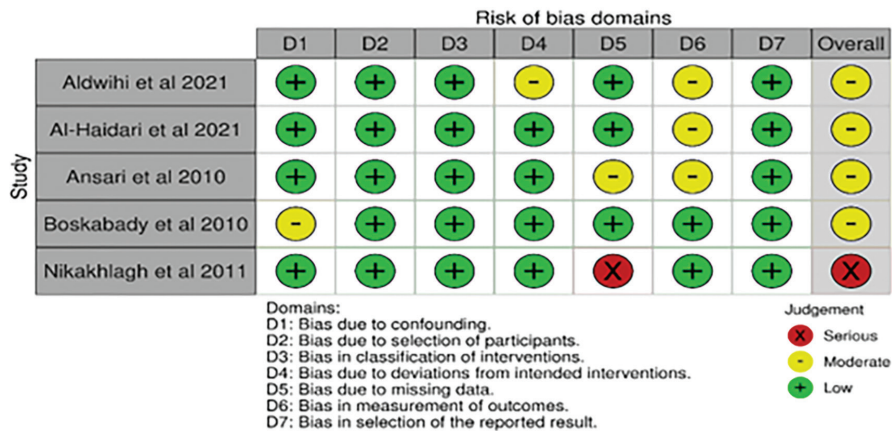 Risk of bias domains
D1 D2 D3 D4 D5 D6 D7 Overall
Study
Aldwihi et al 2021 + + + - + - + -
Al-Haidari et al 2021 + + + + + - + -
Ansari et al 2010 + + + + - - + -
Boskabady et al 2010 - + + + + + + -
Nikakhlagh et al 2011 + + + + X + + X
Domains:
D1: Bias due to confounding.
D2: Bias due to selection of participants.
D3: Bias in classification of interventions.
D4: Bias due to deviations from intended interventions.
D5: Bias due to missing data.
D6: Bias in measurement of outcomes.
D7: Bias in selection of the reported result.
Judgement
X Serious
- Moderate
+ Low